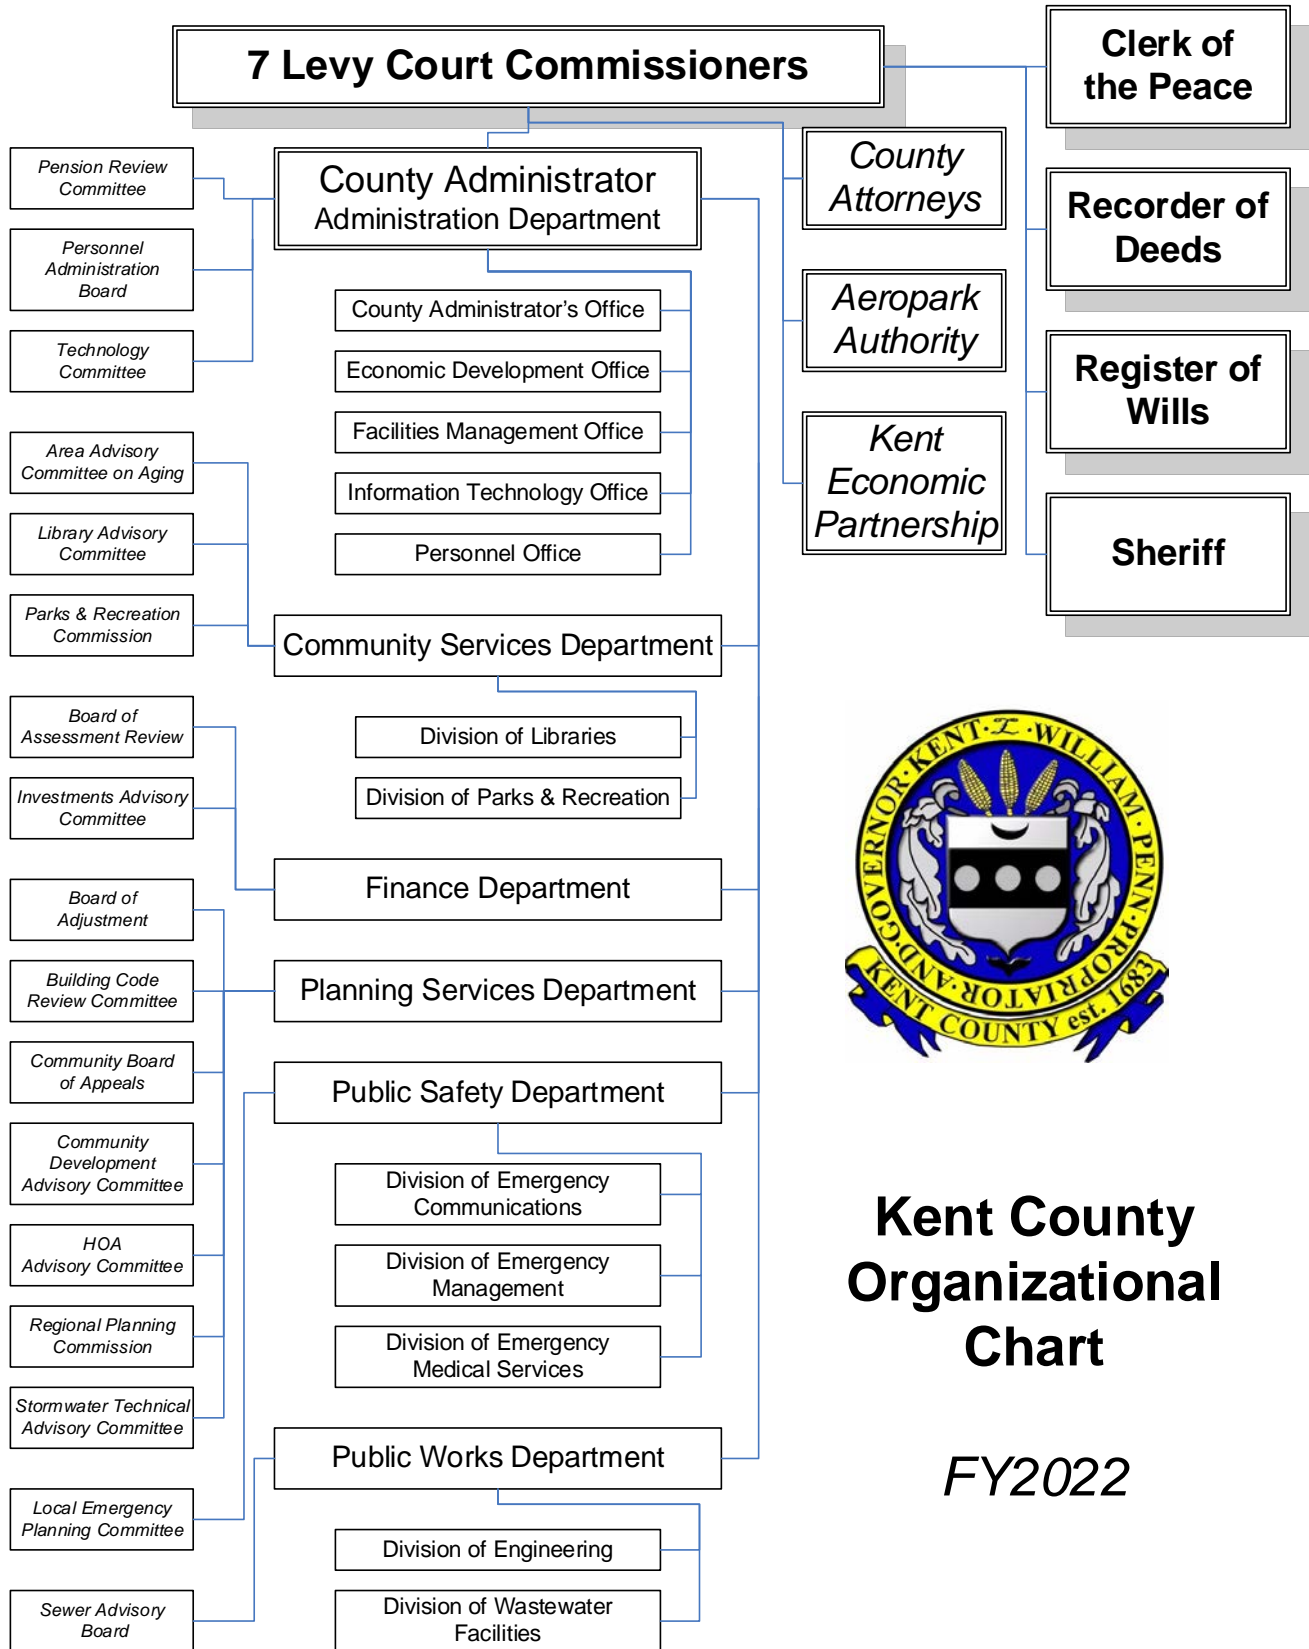 7 Levy Court Commissioners
Clerk of
the Peace
Recorder of
Deeds
Register of
Wills
Sheriff
County
Attorneys
Aeropark
Authority
Kent
Economic
Partnership
County Administrator
Administration Department
County Administrator's Office
Economic Development Office
Facilities Management Office
Information Technology Office
Personnel Office
Pension Review
Committee
Personnel
Administration
Board
Technology
Committee
Area Advisory
Committee on Aging
Library Advisory
Committee
Parks & Recreation
Commission
Community Services Department
Division of Libraries
Division of Parks & Recreation
Board of
Assessment Review
Investments Advisory
Committee
Finance Department
Board of
Adjustment
Building Code
Review Committee
Community Board
of Appeals
Community
Development
Advisory Committee
HOA
Advisory Committee
Regional Planning
Commission
Stormwater Technical
Advisory Committee
Planning Services Department
Public Safety Department
Division of Emergency
Communications
Division of Emergency
Management
Division of Emergency
Medical Services
Local Emergency
Planning Committee
Public Works Department
Division of Engineering
Division of Wastewater
Facilities
Sewer Advisory
Board
WILLIAM·PENN·PROPRIATOR·AND·GOVERNOR·KENT
KENT COUNTY est. 1683
Kent County
Organizational
Chart
FY2022